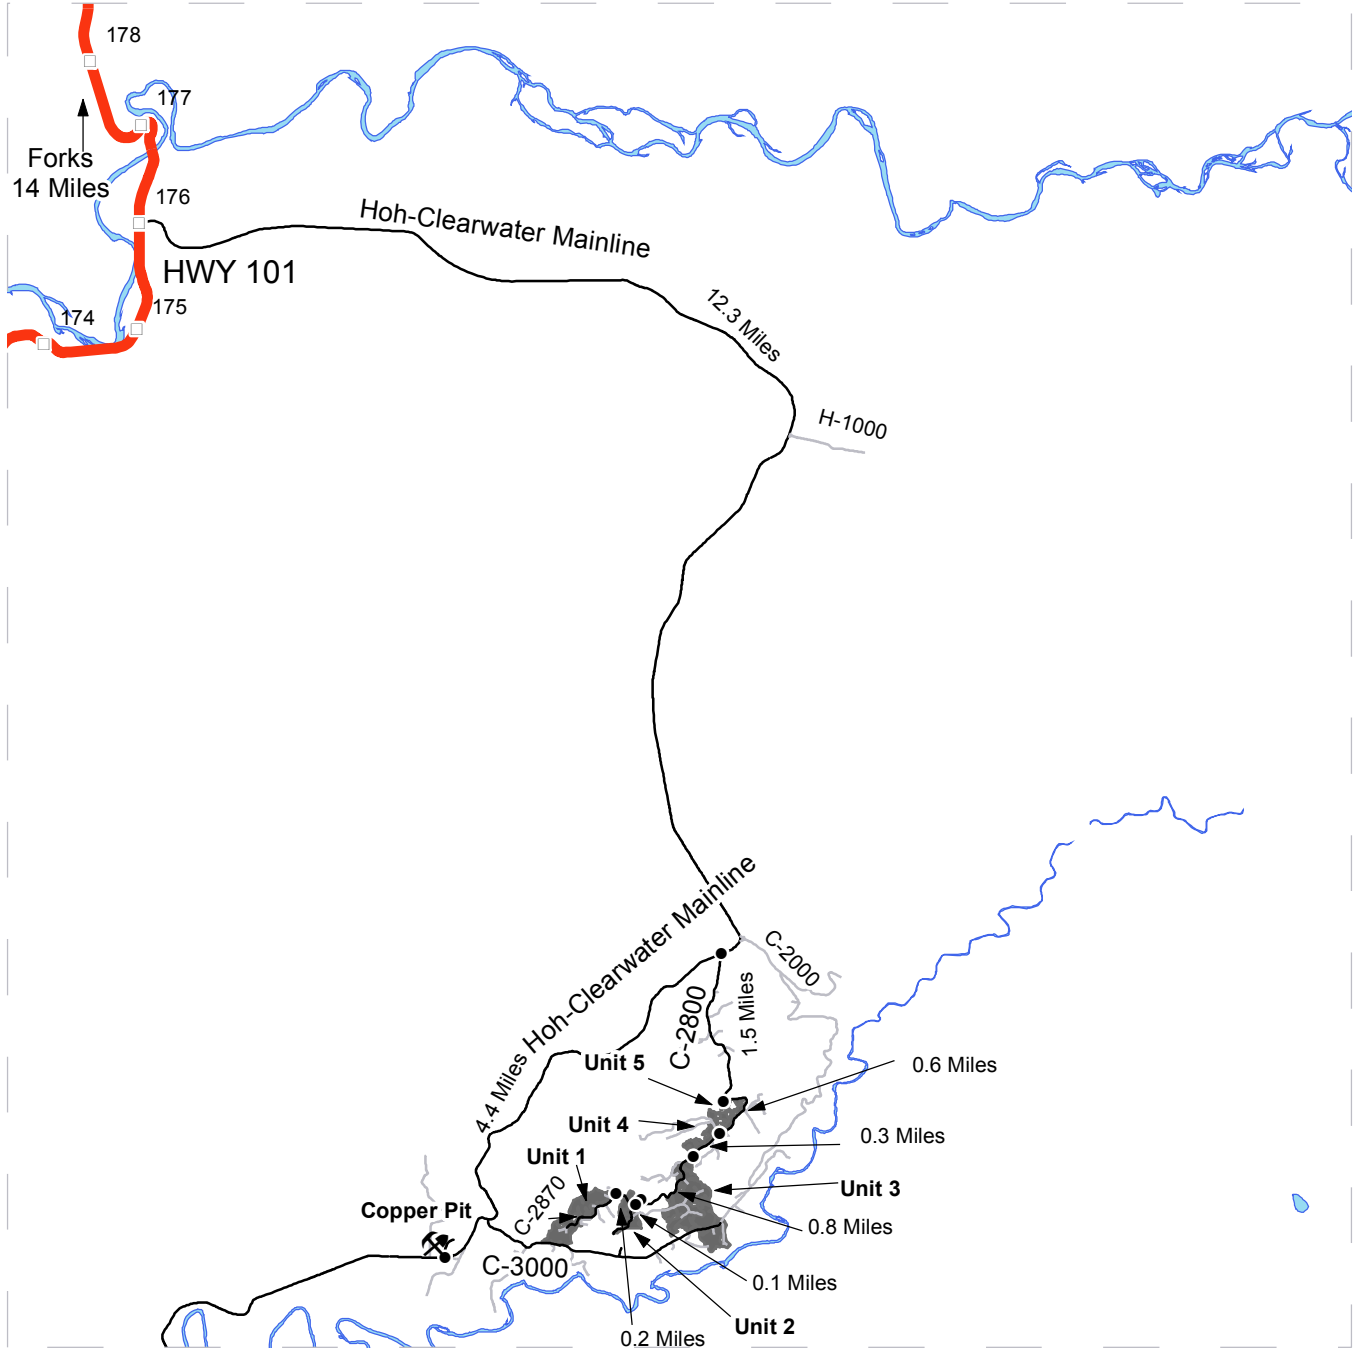 178
177
Forks
14 Miles
176
Hoh-Clearwater Mainline
HWY 101
175
174
12.3 Miles
H-1000
Hoh-Clearwater Mainline
C-2000
1.5 Miles
C-2800
4.4 Miles
Unit 5
0.6 Miles
Unit 4
0.3 Miles
Unit 1
Unit 3
C-2870
Copper Pit
0.8 Miles
C-3000
0.1 Miles
Unit 2
0.2 Miles